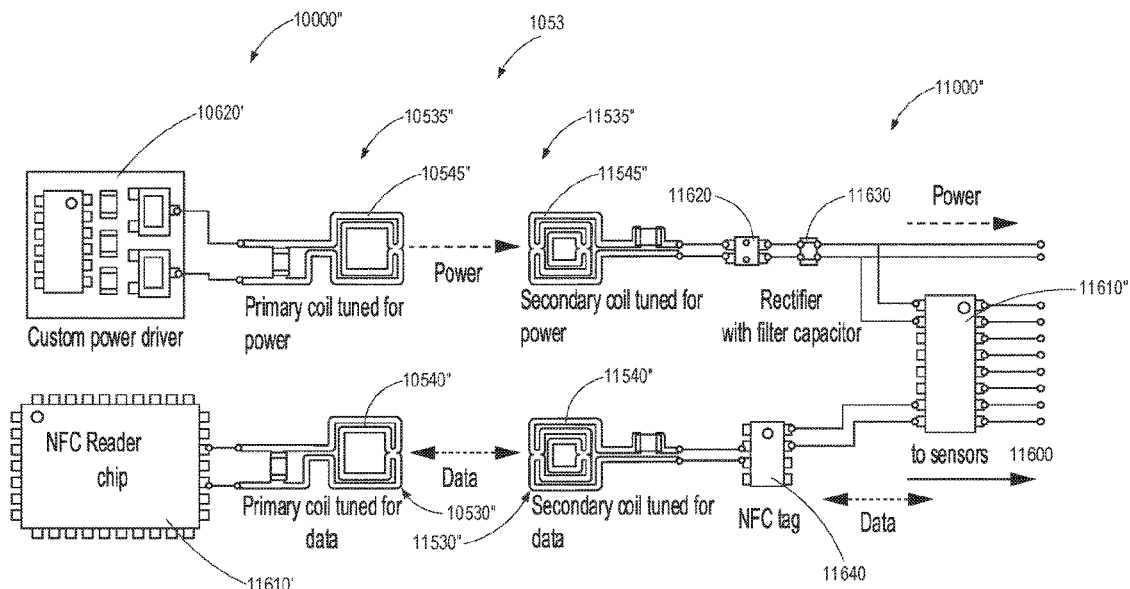 10000"
1053
10620'
10535"
11535"
11000"
10545"
11545"
11620
11630
Power
Power
11610"
Custom power driver
Primary coil tuned for
power
Secondary coil tuned for
power
Rectifier
with filter capacitor
10540"
11540"
NFC Reader
chip
Data
to sensors
11600
Primary coil tuned for
data
10530"
11530"
Secondary coil tuned for
data
NFC tag
Data
11640
11610'